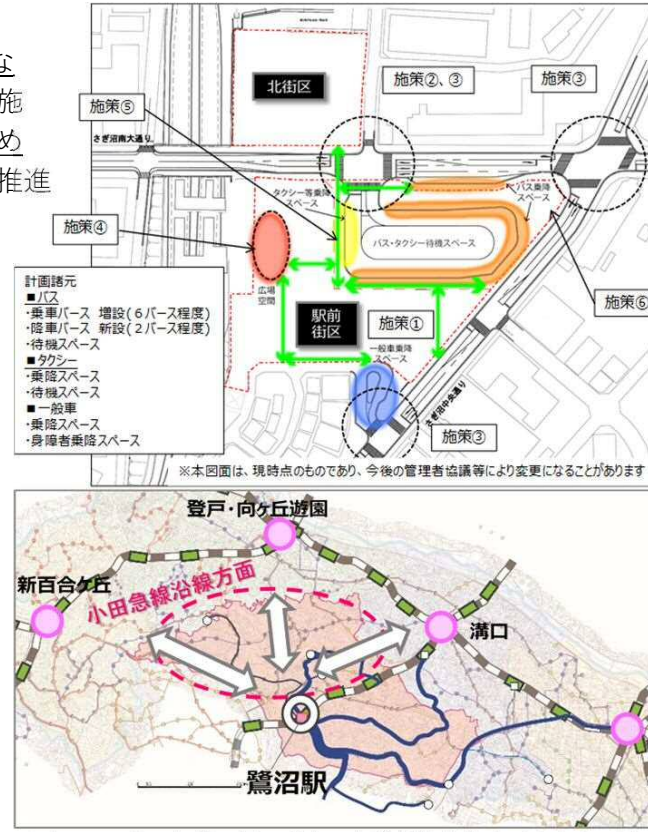 な
施
め
推進
北街区
施策②、③
施策③
施策⑤
さぎ沼南大通り
タクシー等乗降
スペース
バス乗降
スペース
バス・タクシー待機スペース
施策④
施策⑥
広場
空間
駅前
街区
施策①
一般車乗降
スペース
さぎ沼中央通り
施策③
計画諸元
■バス
・乗車バース 増設(6バース程度)
・降車バース 新設(2バース程度)
・待機スペース
■タクシー
・乗降スペース
・待機スペース
■一般車
・乗降スペース
・身障者乗降スペース
※本図面は、現時点のものであり、今後の管理者協議等により変更になることがあります
登戸・向ヶ丘遊園
新百合ケ丘
小田急線沿線方面
溝口
鷺沼駅